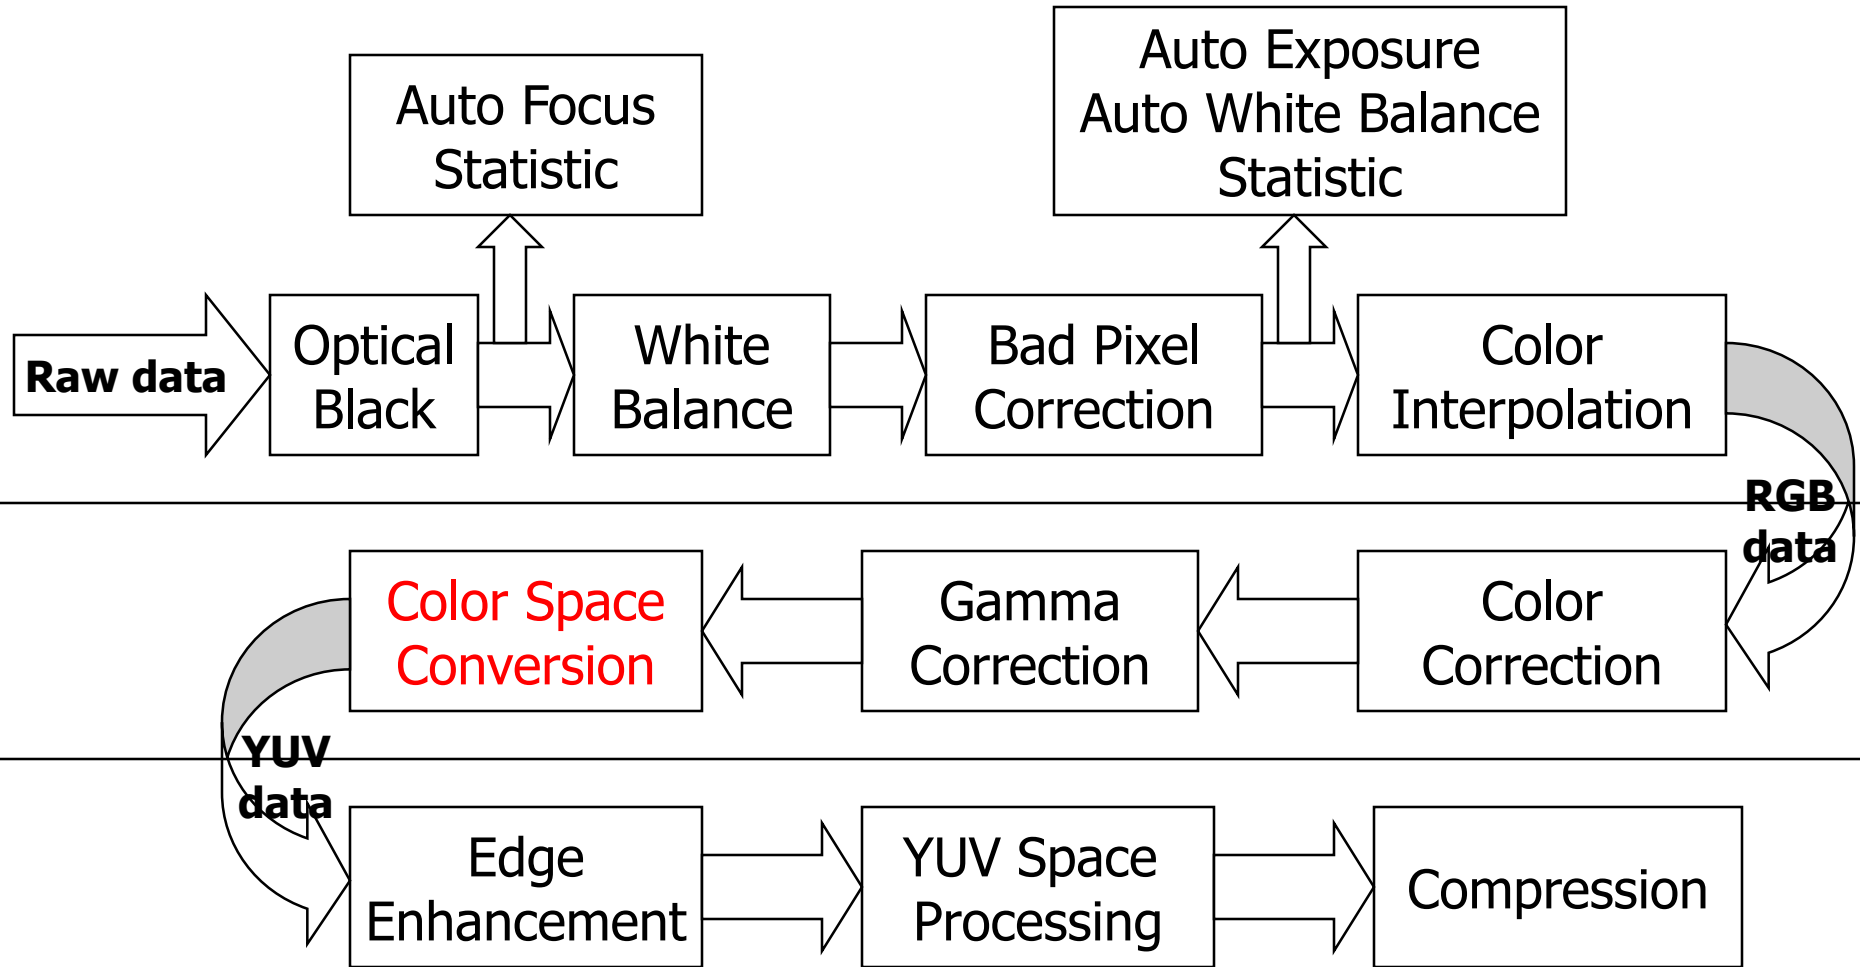 Auto Focus
Statistic
Auto Exposure
Auto White Balance
Statistic
Raw data
Optical
Black
White
Balance
Bad Pixel
Correction
Color
Interpolation
RGB
data
Color Space
Conversion
Gamma
Correction
Color
Correction
YUV
data
Edge
Enhancement
YUV Space
Processing
Compression